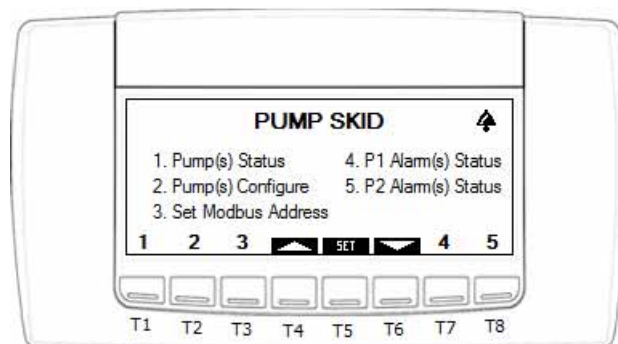 PUMP SKID
1. Pump(s) Status 4. P1 Alarm(s) Status
2. Pump(s) Configure 5. P2 Alarm(s) Status
3. Set Modbus Address
1 2 3 SET 4 5
T1 T2 T3 T4 T5 T6 T7 T8